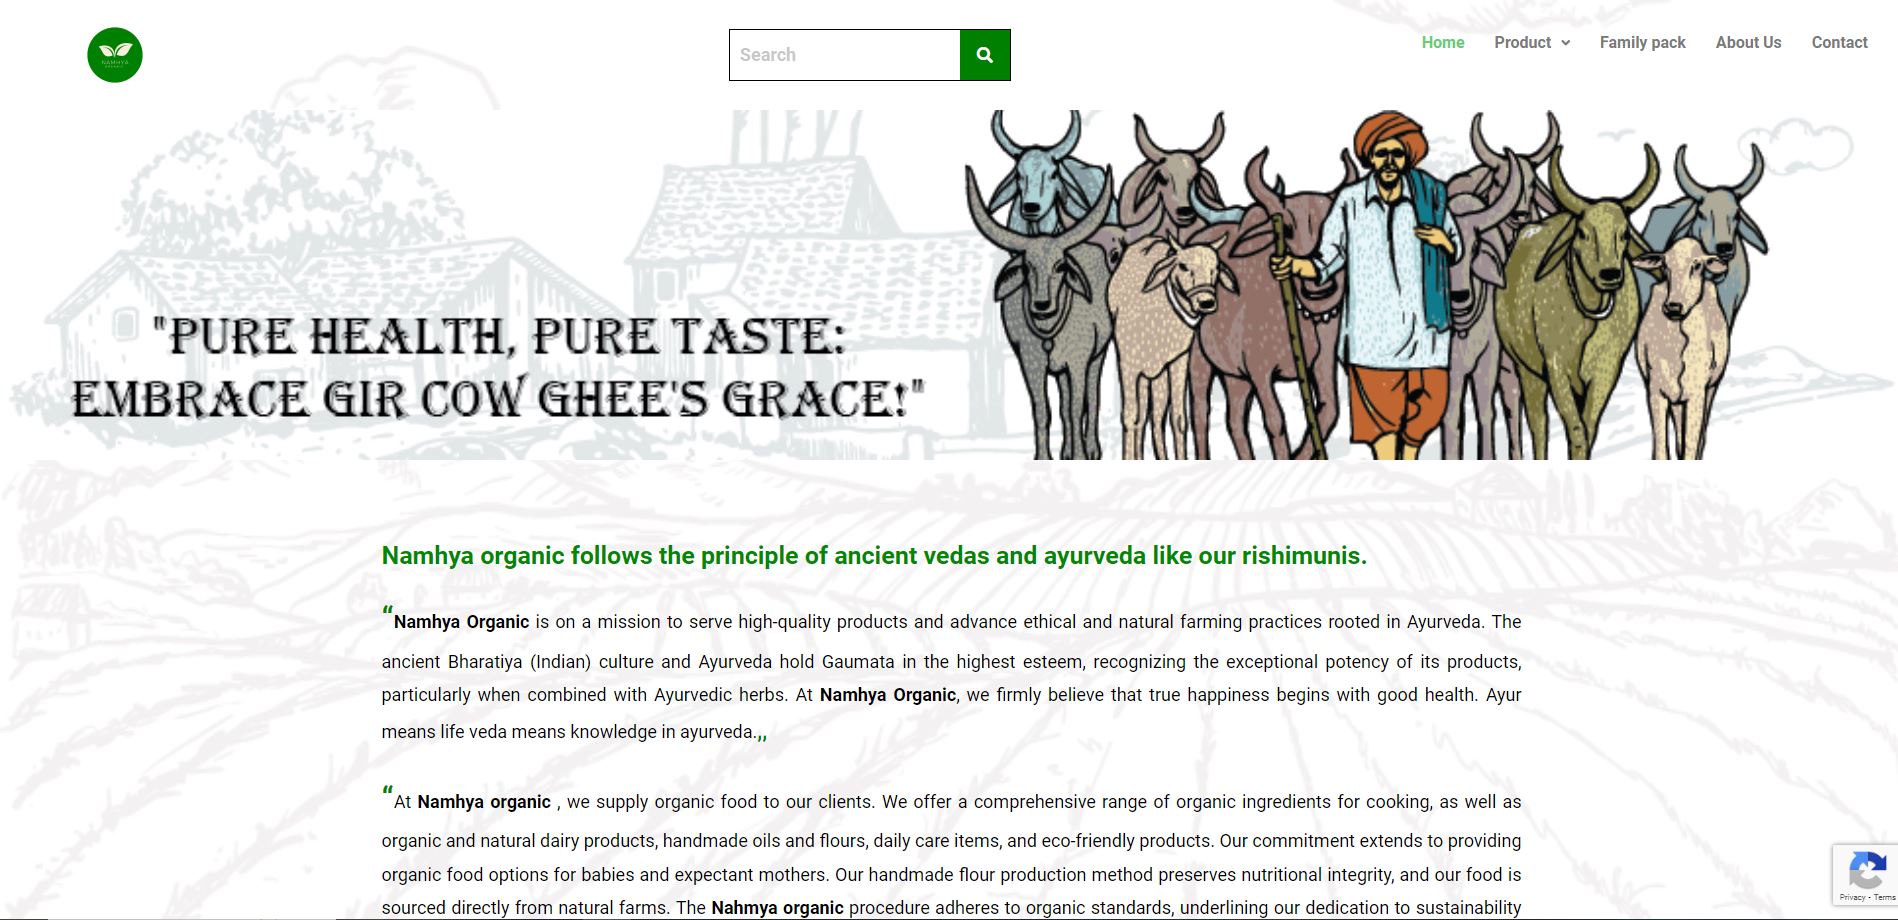 NAMHYA
ORGANIC
Search
Home Product Family pack About Us Contact
"PURE HEALTH, PURE TASTE:
EMBRACE GIR COW GHEE'S GRACE!"
Namhya organic follows the principle of ancient vedas and ayurveda like our rishimunis.
“Namhya Organic is on a mission to serve high-quality products and advance ethical and natural farming practices rooted in Ayurveda. The
ancient Bharatiya (Indian) culture and Ayurveda hold Gaumata in the highest esteem, recognizing the exceptional potency of its products,
particularly when combined with Ayurvedic herbs. At Namhya Organic, we firmly believe that true happiness begins with good health. Ayur
means life veda means knowledge in ayurveda.,,
“At Namhya organic , we supply organic food to our clients. We offer a comprehensive range of organic ingredients for cooking, as well as
organic and natural dairy products, handmade oils and flours, daily care items, and eco-friendly products. Our commitment extends to providing
organic food options for babies and expectant mothers. Our handmade flour production method preserves nutritional integrity, and our food is
sourced directly from natural farms. The Nahmya organic procedure adheres to organic standards, underlining our dedication to sustainability
Privacy - Terms